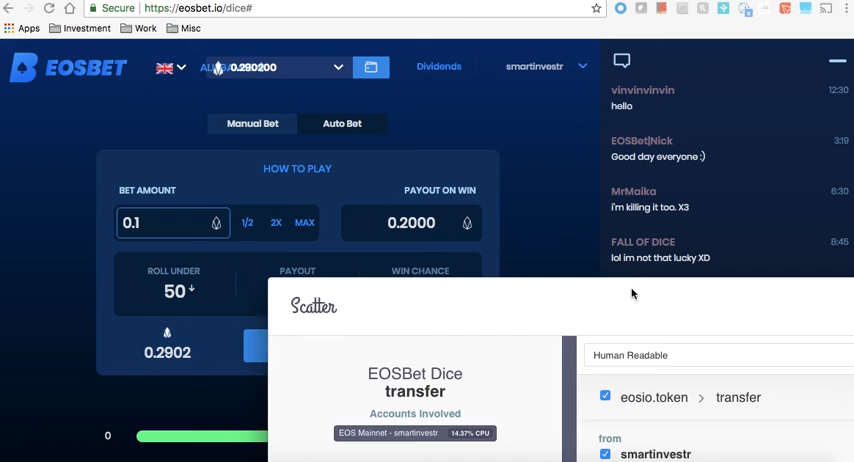 Secure https://eosbet.io/dice#
Apps Investment Work Misc
EOSBET 0.290200 Dividends smartinvestr
Manual Bet Auto Bet
HOW TO PLAY
BET AMOUNT PAYOUT ON WIN
0.1 1/2 2X MAX 0.2000
ROLL UNDER PAYOUT WIN CHANCE
50
0.2902
0
vinvinvinvin 12:30
hello
EOSBet|Nick 3:19
Good day everyone :)
MrMaika 6:30
i'm killing it too. X3
FALL OF DICE 8:45
lol im not that lucky XD
Scatter
EOSBet Dice
transfer
Accounts Involved
EOS Mainnet - smartinvestr 14.37% CPU
Human Readable
eosio.token > transfer
from
smartinvestr